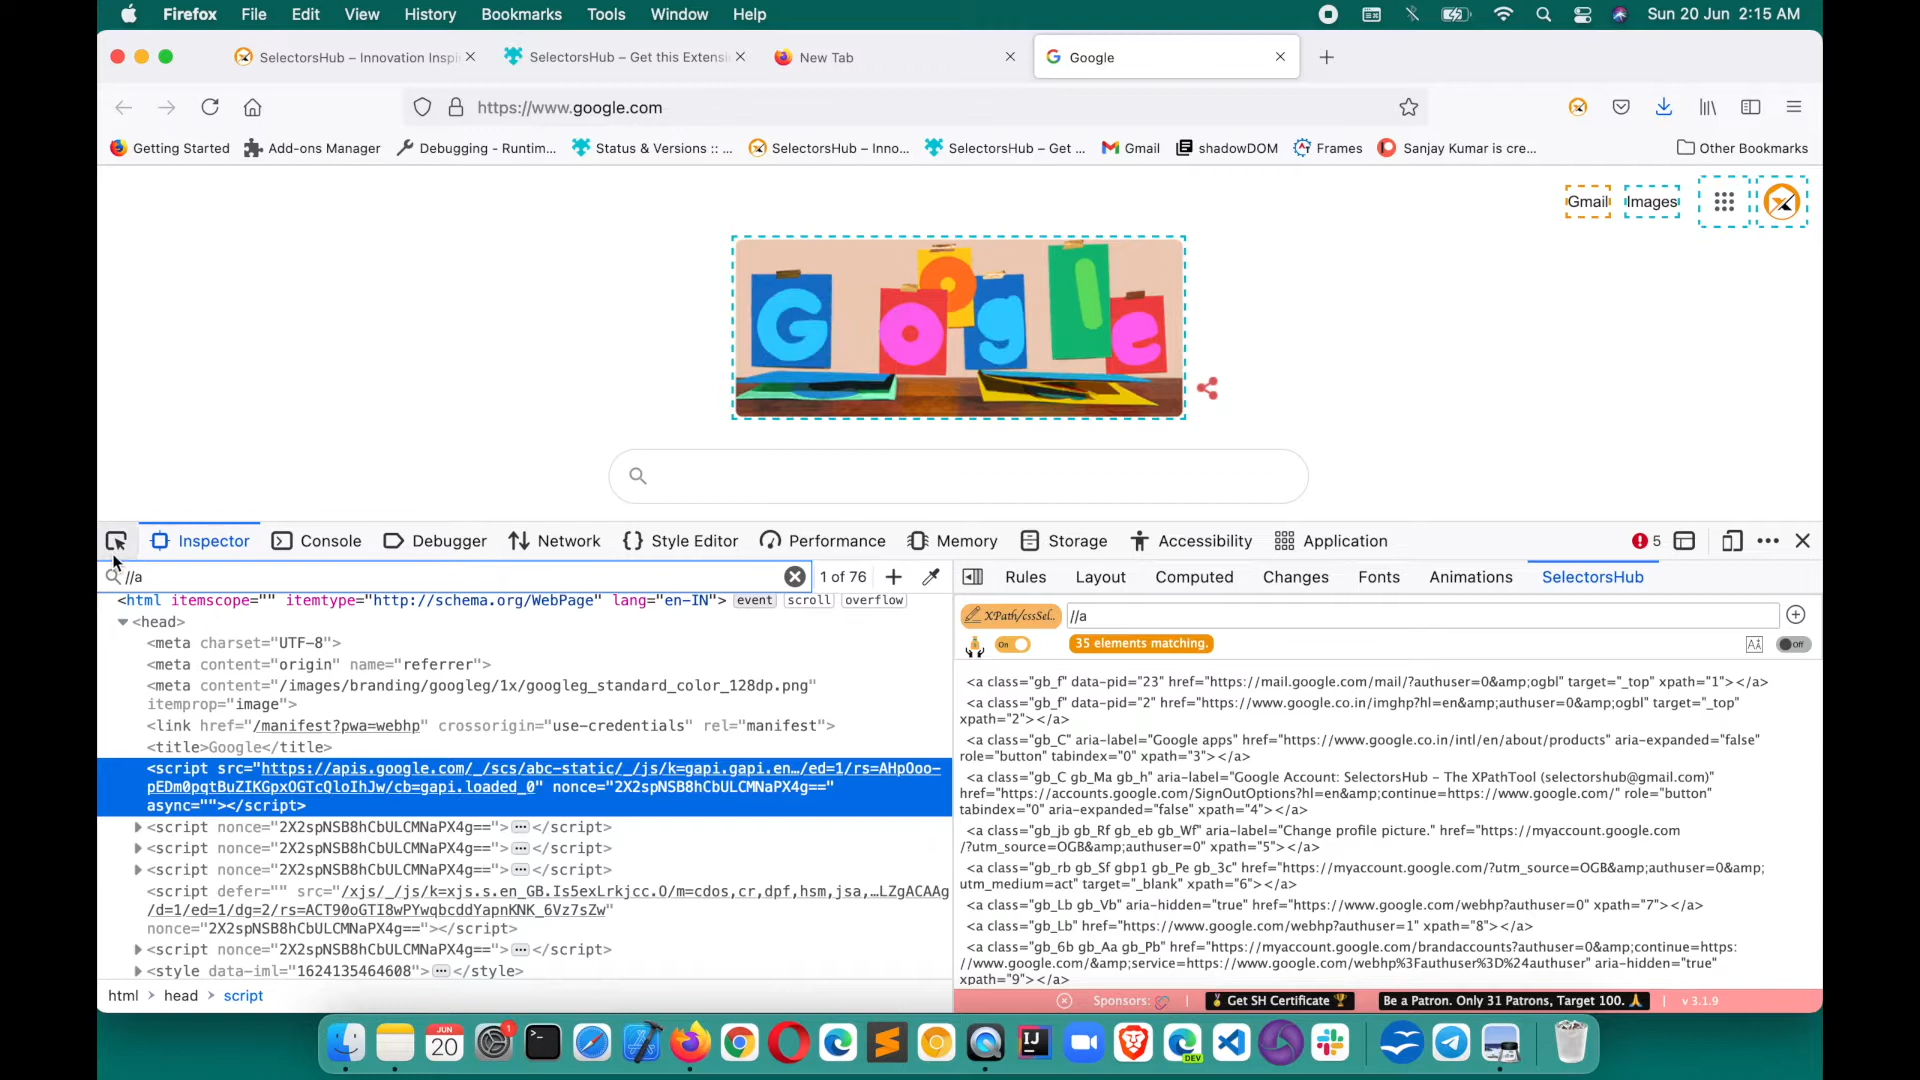 Firefox File Edit View History Bookmarks Tools Window Help Sun 20 Jun 2:15 AM
SelectorsHub – Innovation Inspi SelectorsHub – Get this Extensi New Tab Google
https://www.google.com
Getting Started Add-ons Manager Debugging - Runtim... Status & Versions :: ... SelectorsHub – Inno... SelectorsHub – Get ... Gmail shadowDOM Frames Sanjay Kumar is cre... Other Bookmarks
Gmail Images
Google
Inspector Console Debugger Network Style Editor Performance Memory Storage Accessibility Application 5
//a 1 of 76
Rules Layout Computed Changes Fonts Animations SelectorsHub
<html itemscope="" itemtype="http://schema.org/WebPage" lang="en-IN"> event scroll overflow
<head>
<meta charset="UTF-8">
<meta content="origin" name="referrer">
<meta content="/images/branding/googleg/1x/googleg_standard_color_128dp.png"
itemprop="image">
<link href="/manifest?pwa=webhp" crossorigin="use-credentials" rel="manifest">
<title>Google</title>
<script src="https://apis.google.com/_/scs/abc-static/_/js/k=gapi.gapi.en…/ed=1/rs=AHpOoo-
pEDm0pqtBuZIKGpxOGTcQloIhJw/cb=gapi.loaded_0" nonce="2X2spNSB8hCbULCMNaPX4g=="
async=""></script>
<script nonce="2X2spNSB8hCbULCMNaPX4g=="> ••• </script>
<script nonce="2X2spNSB8hCbULCMNaPX4g=="> ••• </script>
<script nonce="2X2spNSB8hCbULCMNaPX4g=="> ••• </script>
<script defer="" src="/xjs/_/js/k=xjs.s.en_GB.Is5exLrkjcc.O/m=cdos,cr,dpf,hsm,jsa,…LZgACAAg
/d=1/ed=1/dg=2/rs=ACT90oGTI8wPYwqbcddYapnKNK_6Vz7sZw"
nonce="2X2spNSB8hCbULCMNaPX4g=="></script>
<script nonce="2X2spNSB8hCbULCMNaPX4g=="> ••• </script>
<style data-iml="1624135464608"> ••• </style>
html > head > script
XPath/cssSel.. //a
On 35 elements matching. Off
<a class="gb_f" data-pid="23" href="https://mail.google.com/mail/?authuser=0&amp;ogbl" target="_top" xpath="1"></a>
<a class="gb_f" data-pid="2" href="https://www.google.co.in/imghp?hl=en&amp;authuser=0&amp;ogbl" target="_top"
xpath="2"></a>
<a class="gb_C" aria-label="Google apps" href="https://www.google.co.in/intl/en/about/products" aria-expanded="false"
role="button" tabindex="0" xpath="3"></a>
<a class="gb_C gb_Ma gb_h" aria-label="Google Account: SelectorsHub - The XPathTool (selectorshub@gmail.com)"
href="https://accounts.google.com/SignOutOptions?hl=en&amp;continue=https://www.google.com/" role="button"
tabindex="0" aria-expanded="false" xpath="4"></a>
<a class="gb_jb gb_Rf gb_eb gb_Wf" aria-label="Change profile picture." href="https://myaccount.google.com
/?utm_source=OGB&amp;authuser=0" xpath="5"></a>
<a class="gb_rb gb_Sf gbp1 gb_Pe gb_3c" href="https://myaccount.google.com/?utm_source=OGB&amp;authuser=0&amp;
utm_medium=act" target="_blank" xpath="6"></a>
<a class="gb_Lb gb_Vb" aria-hidden="true" href="https://www.google.com/webhp?authuser=0" xpath="7"></a>
<a class="gb_Lb" href="https://www.google.com/webhp?authuser=1" xpath="8"></a>
<a class="gb_6b gb_Aa gb_Pb" href="https://myaccount.google.com/brandaccounts?authuser=0&amp;continue=https:
//www.google.com/&amp;service=https://www.google.com/webhp%3Fauthuser%3D%24authuser" aria-hidden="true"
xpath="9"></a>
Sponsors: | Get SH Certificate | Be a Patron. Only 31 Patrons, Target 100. | v 3.1.9
JUN
20
1
IJ
DEV